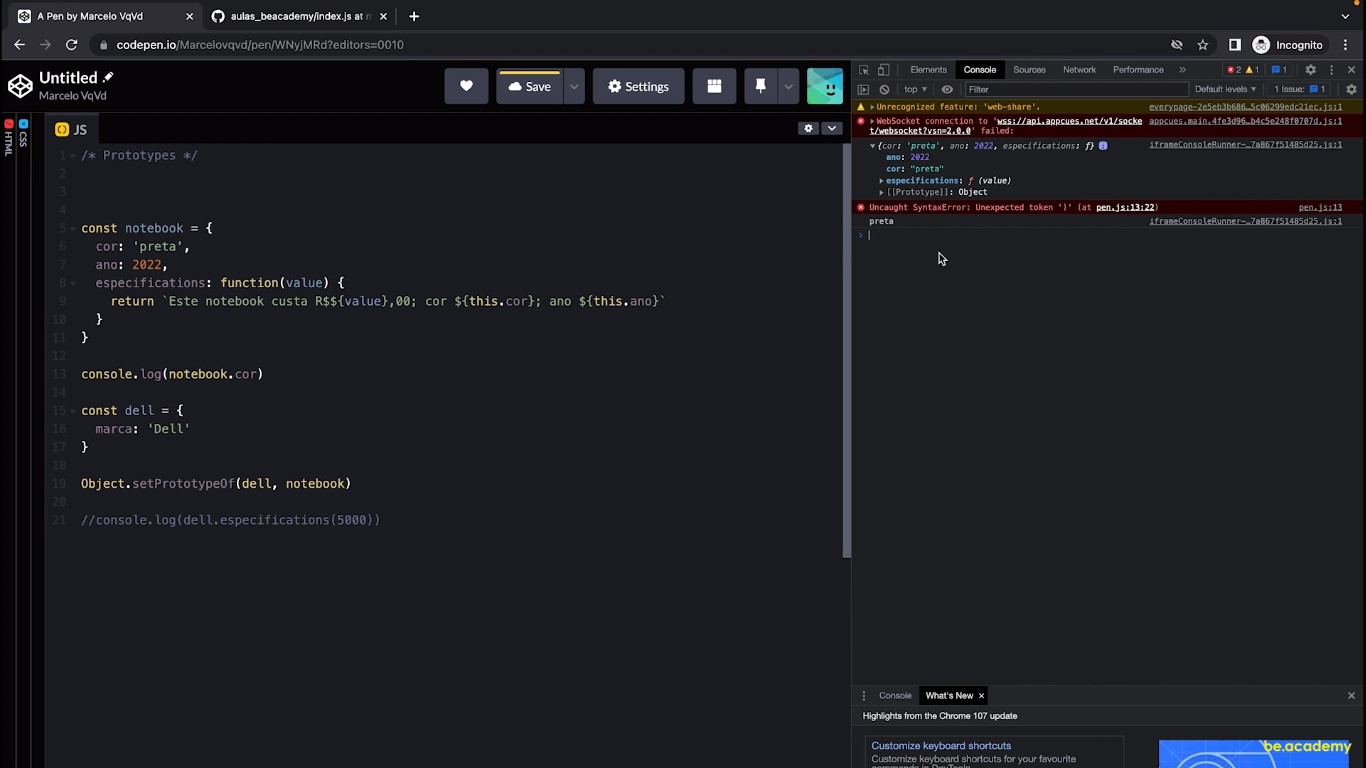 A Pen by Marcelo VqVd
aulas_beacademy/index.js at m
codepen.io/Marcelovqvd/pen/WNyjMRd?editors=0010
Incognito
Untitled
Marcelo VqVd
Save
Settings
HTML
CSS
JS
1 /* Prototypes */
2
3
4
5 const notebook = {
6 cor: 'preta',
7 ano: 2022,
8 especifications: function(value) {
9 return `Este notebook custa R$${value},00; cor ${this.cor}; ano ${this.ano}`
10 }
11 }
12
13 console.log(notebook.cor)
14
15 const dell = {
16 marca: 'Dell'
17 }
18
19 Object.setPrototypeOf(dell, notebook)
20
21 //console.log(dell.especifications(5000))
Elements Console Sources Network Performance » 2 1 1
top Filter Default levels 1 Issue: 1
Unrecognized feature: 'web-share'. everypage-2e5eb3b686…5c06299edc21ec.js:1
WebSocket connection to 'wss://api.appcues.net/v1/socke appcues.main.4fe3d96…b4c5e248f0707d.js:1
t/websocket?vsn=2.0.0' failed:
{cor: 'preta', ano: 2022, especifications: ƒ} iframeConsoleRunner-…7a867f51485d25.js:1
ano: 2022
cor: "preta"
especifications: ƒ (value)
[[Prototype]]: Object
Uncaught SyntaxError: Unexpected token ')' (at pen.js:13:22) pen.js:13
preta iframeConsoleRunner-…7a867f51485d25.js:1
>
Console What's New
Highlights from the Chrome 107 update
Customize keyboard shortcuts
Customize keyboard shortcuts for your favourite
commands in DevTools
be.academy